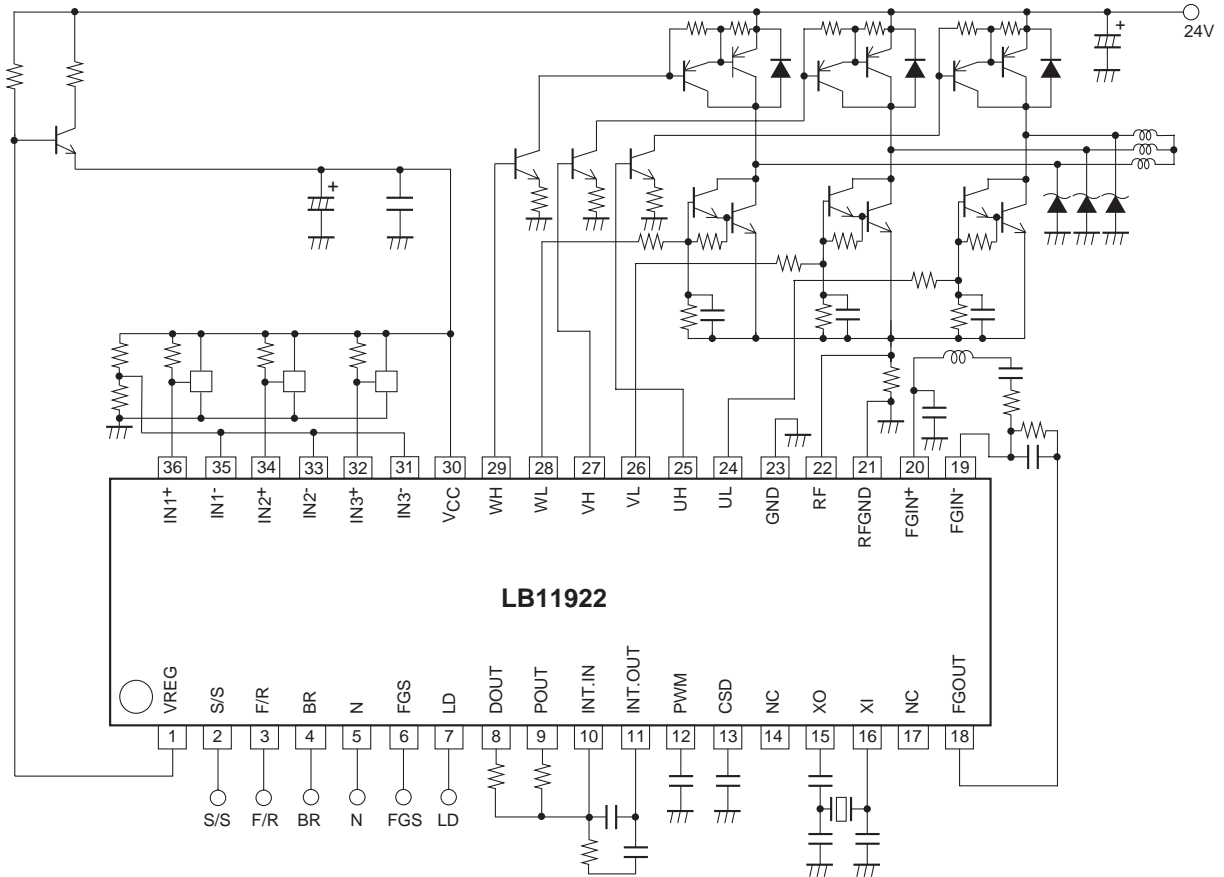 24V
+
+
36 35 34 33 32 31 30 29 28 27 26 25 24 23 22 21 20 19
IN1+ IN1- IN2+ IN2- IN3+ IN3- VCC WH WL VH VL UH UL GND RF RFGND FGIN+ FGIN-
LB11922
VREG S/S F/R BR N FGS LD DOUT POUT INT.IN INT.OUT PWM CSD NC XO XI NC FGOUT
1 2 3 4 5 6 7 8 9 10 11 12 13 14 15 16 17 18
S/S F/R BR N FGS LD